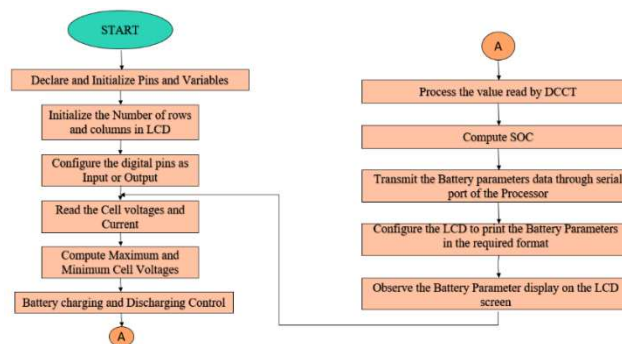 START
Declare and Initialize Pins and Variables
Initialize the Number of rows
and columns in LCD
Configure the digital pins as
Input or Output
Read the Cell voltages and
Current
Compute Maximum and
Minimum Cell Voltages
Battery charging and Discharging Control
A
A
Process the value read by DCCT
Compute SOC
Transmit the Battery parameters data through serial
port of the Processor
Configure the LCD to print the Battery Parameters
in the required format
Observe the Battery Parameter display on the LCD
screen